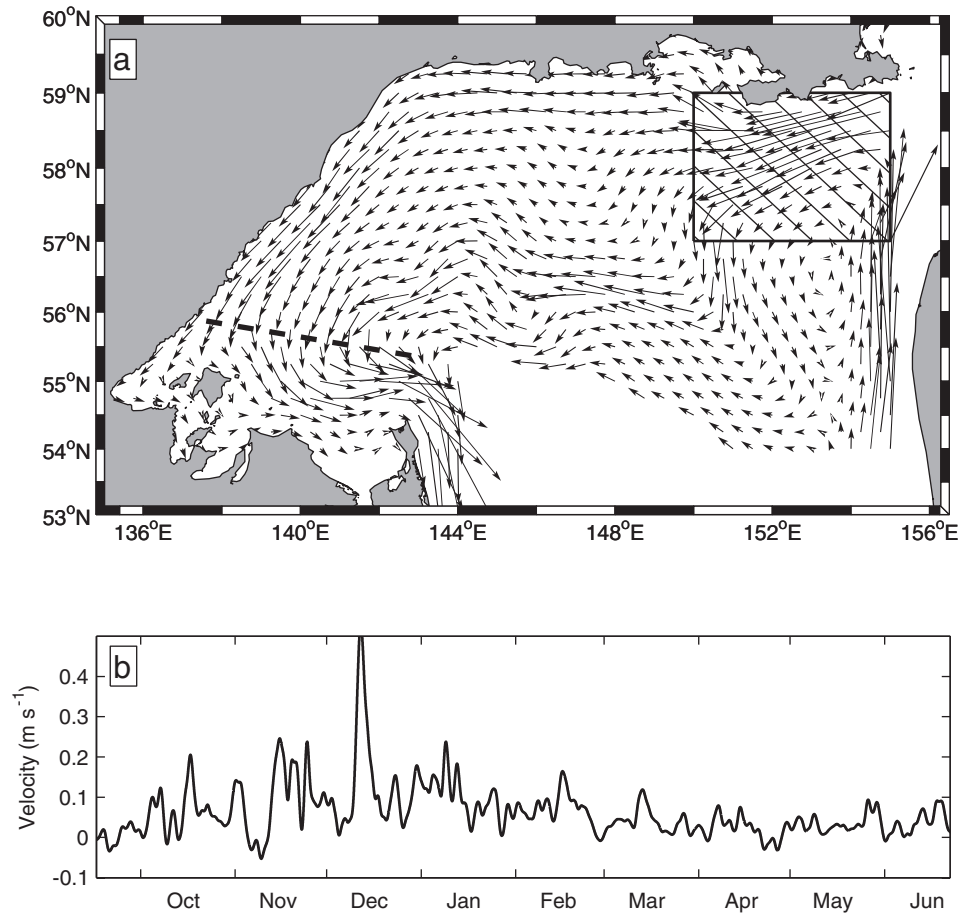 60°N
a
59°N
58°N
57°N
56°N
55°N
54°N
53°N
136°E 140°E 144°E 148°E 152°E 156°E
b
0.4
0.3
0.2
0.1
0
-0.1
Velocity (m s⁻¹)
Oct Nov Dec Jan Feb Mar Apr May Jun